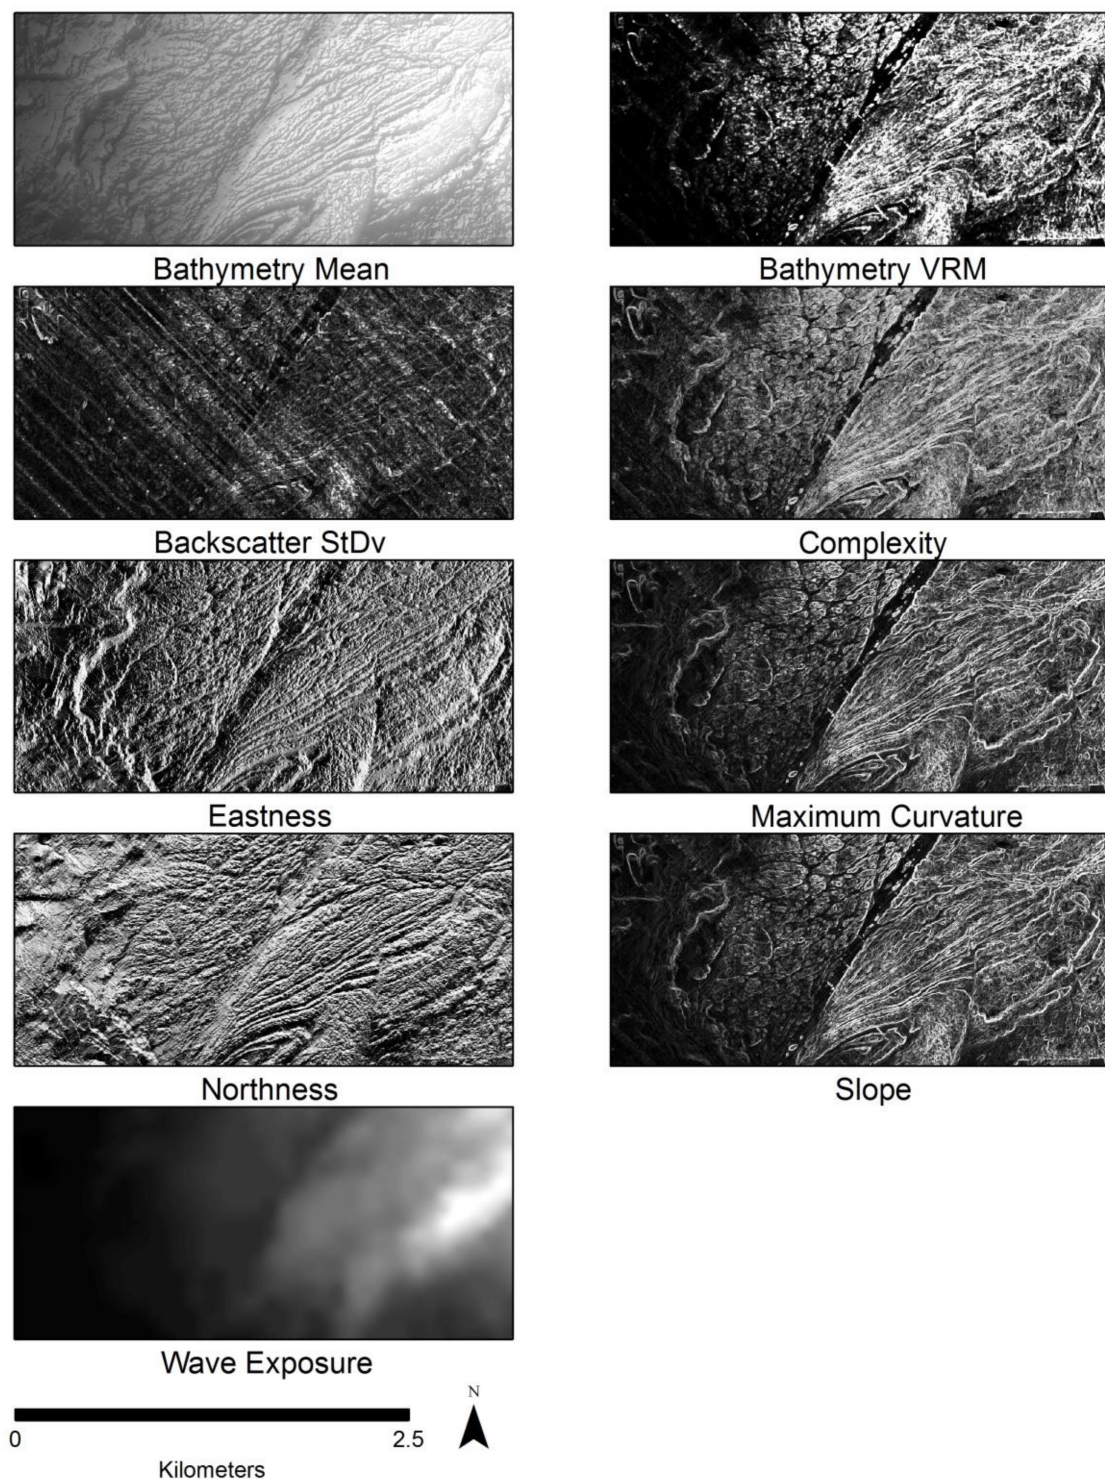 Bathymetry Mean
Bathymetry VRM
Backscatter StDv
Complexity
Eastness
Maximum Curvature
Northness
Slope
Wave Exposure
N
0
2.5
Kilometers